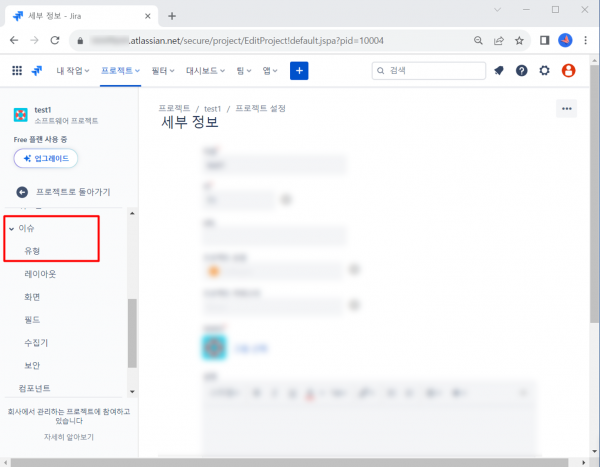 세부 정보 - Jira
.atlassian.net/secure/project/EditProject!default.jspa?pid=10004
내 작업 프로젝트 필터 대시보드 팀 앱 + 검색
test1
소프트웨어 프로젝트
Free 플랜 사용 중
업그레이드
프로젝트로 돌아가기
이슈
유형
레이아웃
화면
필드
수집기
보안
컴포넌트
회사에서 관리하는 프로젝트에 참여하고
있습니다
자세히 알아보기
프로젝트 / test1 / 프로젝트 설정
세부 정보